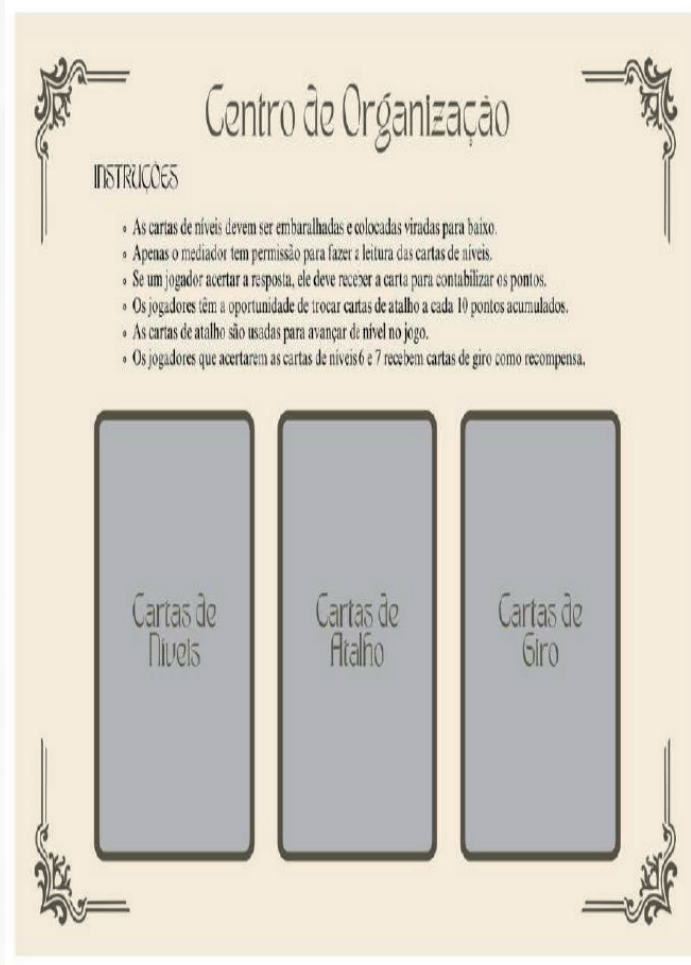 Centro de Organização
INSTRUÇÕES
As cartas de níveis devem ser embaralhadas e colocadas viradas para baixo.
Apenas o mediador tem permissão para fazer a leitura das cartas de níveis.
Se um jogador acertar a resposta, ele deve receber a carta para contabilizar os pontos.
Os jogadores têm a oportunidade de trocar cartas de atalho a cada 10 pontos acumulados.
As cartas de atalho são usadas para avançar de nível no jogo.
Os jogadores que acertarem as cartas de níveis 6 e 7 recebem cartas de giro como recompensa.
Cartas de
Níveis
Cartas de
Atalho
Cartas de
Giro